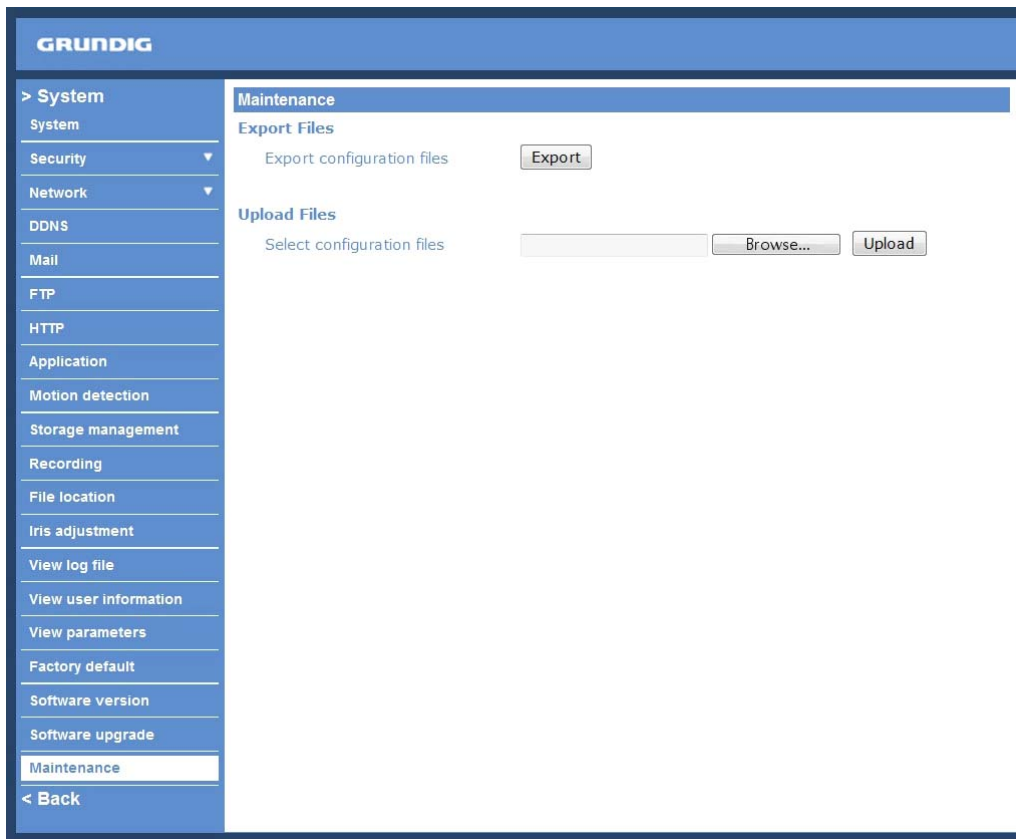 GRUNDIG
> System
System
Security
Network
DDNS
Mail
FTP
HTTP
Application
Motion detection
Storage management
Recording
File location
Iris adjustment
View log file
View user information
View parameters
Factory default
Software version
Software upgrade
Maintenance
< Back
Maintenance
Export Files
Export configuration files Export
Upload Files
Select configuration files Browse... Upload